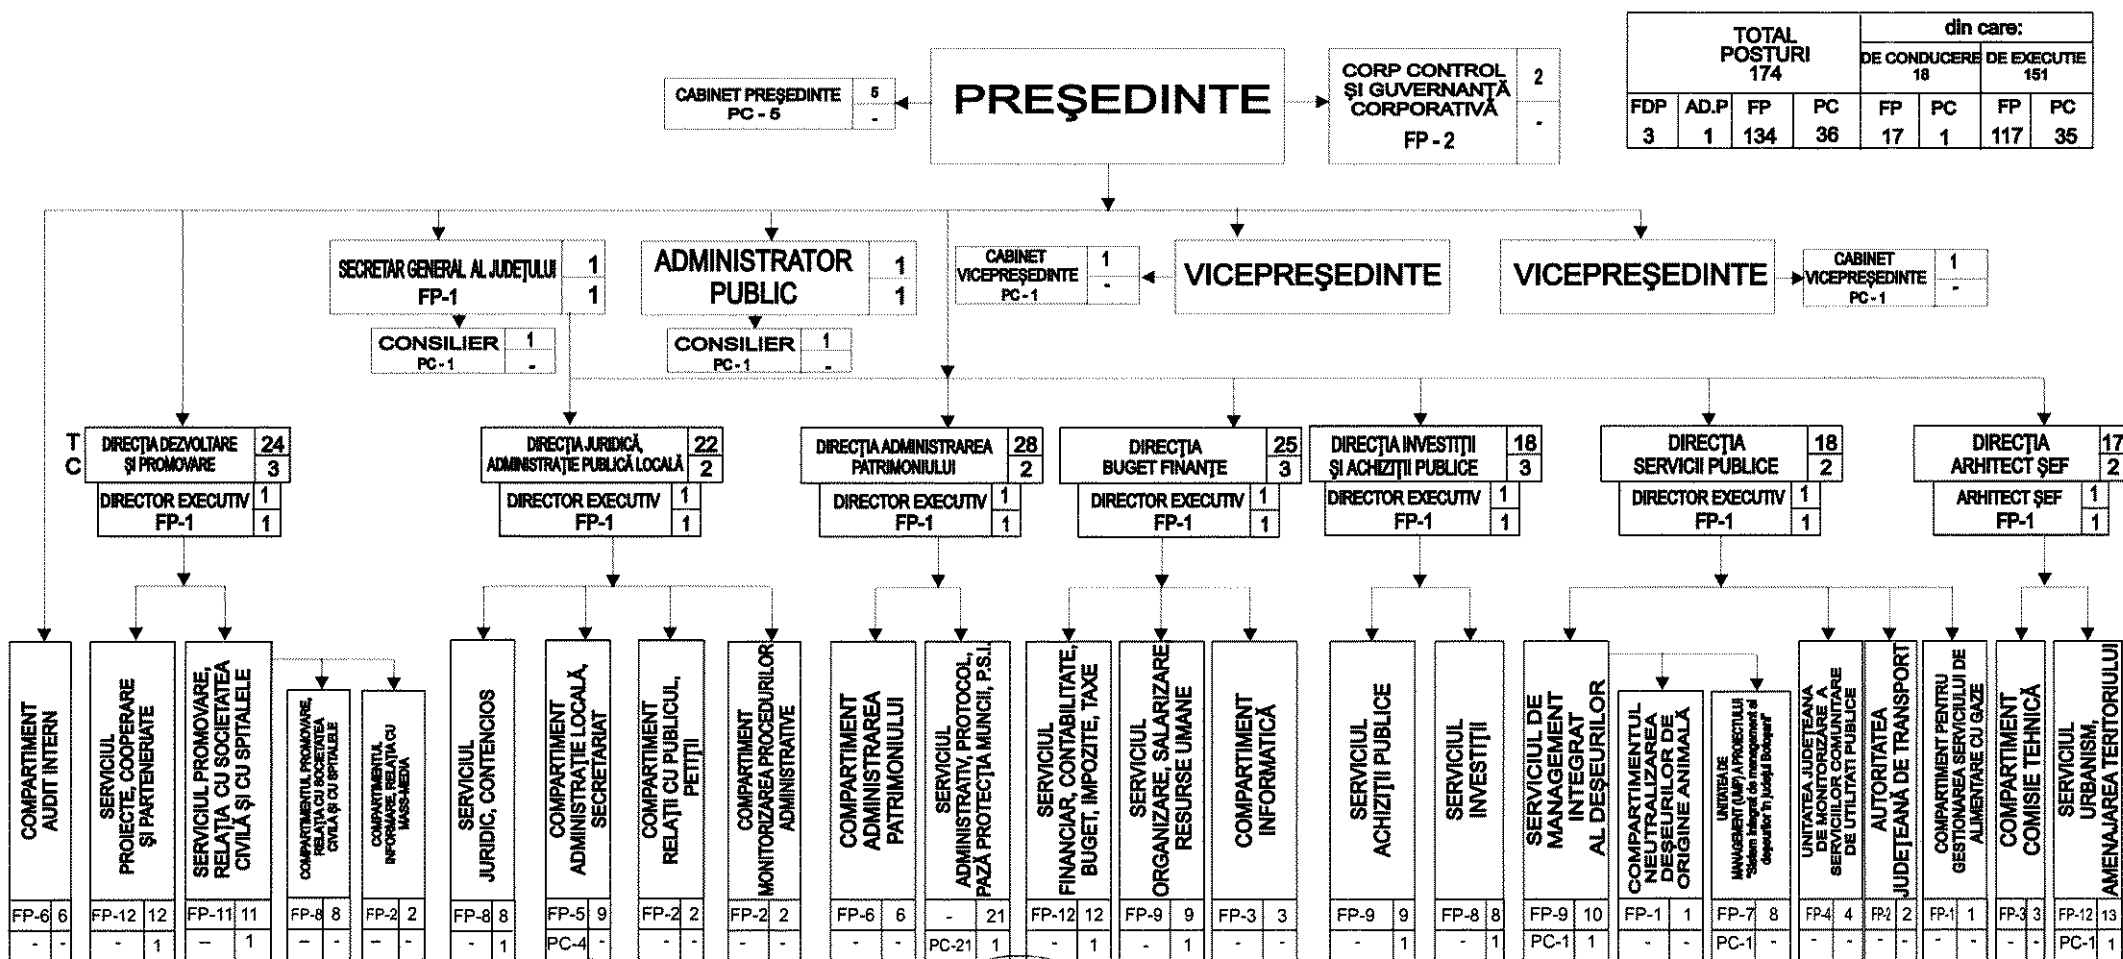 TOTAL
POSTURI
174
din care:
DE CONDUCERE
18
DE EXECUTIE
151
FDP AD.P FP PC FP PC FP PC
3 1 134 36 17 1 117 35
CABINET PREŞEDINTE
PC - 5
5
-
PREŞEDINTE
CORP CONTROL
ŞI GUVERNANŢĂ
CORPORATIVĂ
FP - 2
2
-
SECRETAR GENERAL AL JUDEŢULUI
FP-1
1
1
ADMINISTRATOR
PUBLIC
1
1
CABINET
VICEPREŞEDINTE
PC - 1
1
-
VICEPREŞEDINTE
VICEPREŞEDINTE
CABINET
VICEPREŞEDINTE
PC - 1
1
-
CONSILIER
PC - 1
1
-
CONSILIER
PC - 1
1
-
T
C
DIRECŢIA DEZVOLTARE
ŞI PROMOVARE
24
3
DIRECTOR EXECUTIV
FP-1
1
1
DIRECŢIA JURIDICĂ,
ADMINISTRAŢIE PUBLICĂ LOCALĂ
22
2
DIRECTOR EXECUTIV
FP-1
1
1
DIRECŢIA ADMINISTRAREA
PATRIMONIULUI
28
2
DIRECTOR EXECUTIV
FP-1
1
1
DIRECŢIA
BUGET FINANŢE
25
3
DIRECTOR EXECUTIV
FP-1
1
1
DIRECŢIA INVESTIŢII
ŞI ACHIZIŢII PUBLICE
18
3
DIRECTOR EXECUTIV
FP-1
1
1
DIRECŢIA
SERVICII PUBLICE
18
2
DIRECTOR EXECUTIV
FP-1
1
1
DIRECŢIA
ARHITECT ŞEF
17
2
ARHITECT ŞEF
FP-1
1
1
COMPARTIMENT
AUDIT INTERN
FP-6 6
- -
SERVICIUL
PROIECTE, COOPERARE
ŞI PARTENERIATE
FP-12 12
- 1
SERVICIUL PROMOVARE,
RELAŢIA CU SOCIETATEA
CIVILĂ ŞI CU SPITALELE
FP-11 11
-- 1
COMPARTIMENTUL PROMOVARE,
RELAŢIA CU SOCIETATEA
CIVILĂ ŞI CU SPITALELE
FP-8 8
-- -
COMPARTIMENTUL
INFORMARE, RELAŢIA CU
MASS-MEDIA
FP-2 2
- -
SERVICIUL
JURIDIC, CONTENCIOS
FP-8 8
- 1
COMPARTIMENT
ADMINISTRAŢIE LOCALĂ,
SECRETARIAT
FP-5 9
PC-4 -
COMPARTIMENT
RELAŢII CU PUBLICUL,
PETIŢII
FP-2 2
- -
COMPARTIMENT
MONITORIZAREA PROCEDURILOR
ADMINISTRATIVE
FP-2 2
- -
COMPARTIMENT
ADMINISTRAREA
PATRIMONIULUI
FP-6 6
- -
SERVICIUL
ADMINISTRATIV, PROTOCOL,
PAZĂ PROTECŢIA MUNCII, P.S.I.
- 21
PC-21 1
SERVICIUL
FINANCIAR, CONTABILITATE,
BUGET, IMPOZITE, TAXE
FP-12 12
- 1
SERVICIUL
ORGANIZARE, SALARIZARE
RESURSE UMANE
FP-9 9
- 1
COMPARTIMENT
INFORMATICĂ
FP-3 3
- -
SERVICIUL
ACHIZIŢII PUBLICE
FP-9 9
- 1
SERVICIUL
INVESTIŢII
FP-8 8
- 1
SERVICIUL DE
MANAGEMENT
INTEGRAT
AL DEŞEURILOR
FP-9 10
PC-1 1
COMPARTIMENTUL
NEUTRALIZAREA
DEŞEURILOR DE
ORIGINE ANIMALĂ
FP-1 1
- -
UNITATEA DE
MANAGEMENT (UMP) A PROIECTULUI
"Sistem integrat de management al
deşeurilor în judeţul Botoşani"
FP-7 8
PC-1 -
UNITATEA JUDEŢEANA
DE MONITORIZARE A
SERVICIILOR COMUNITARE
DE UTILITATI PUBLICE
FP-4 4
- -
AUTORITATEA
JUDEŢEANĂ DE TRANSPORT
FP-2 2
- -
COMPARTIMENT PENTRU
GESTIONAREA SERVICIULUI DE
ALIMENTARE CU GAZE
FP-1 1
- -
COMPARTIMENT
COMISIE TEHNICĂ
FP-3 3
- -
SERVICIUL
URBANISM,
AMENAJAREA TERITORIULUI
FP-12 13
PC-1 1